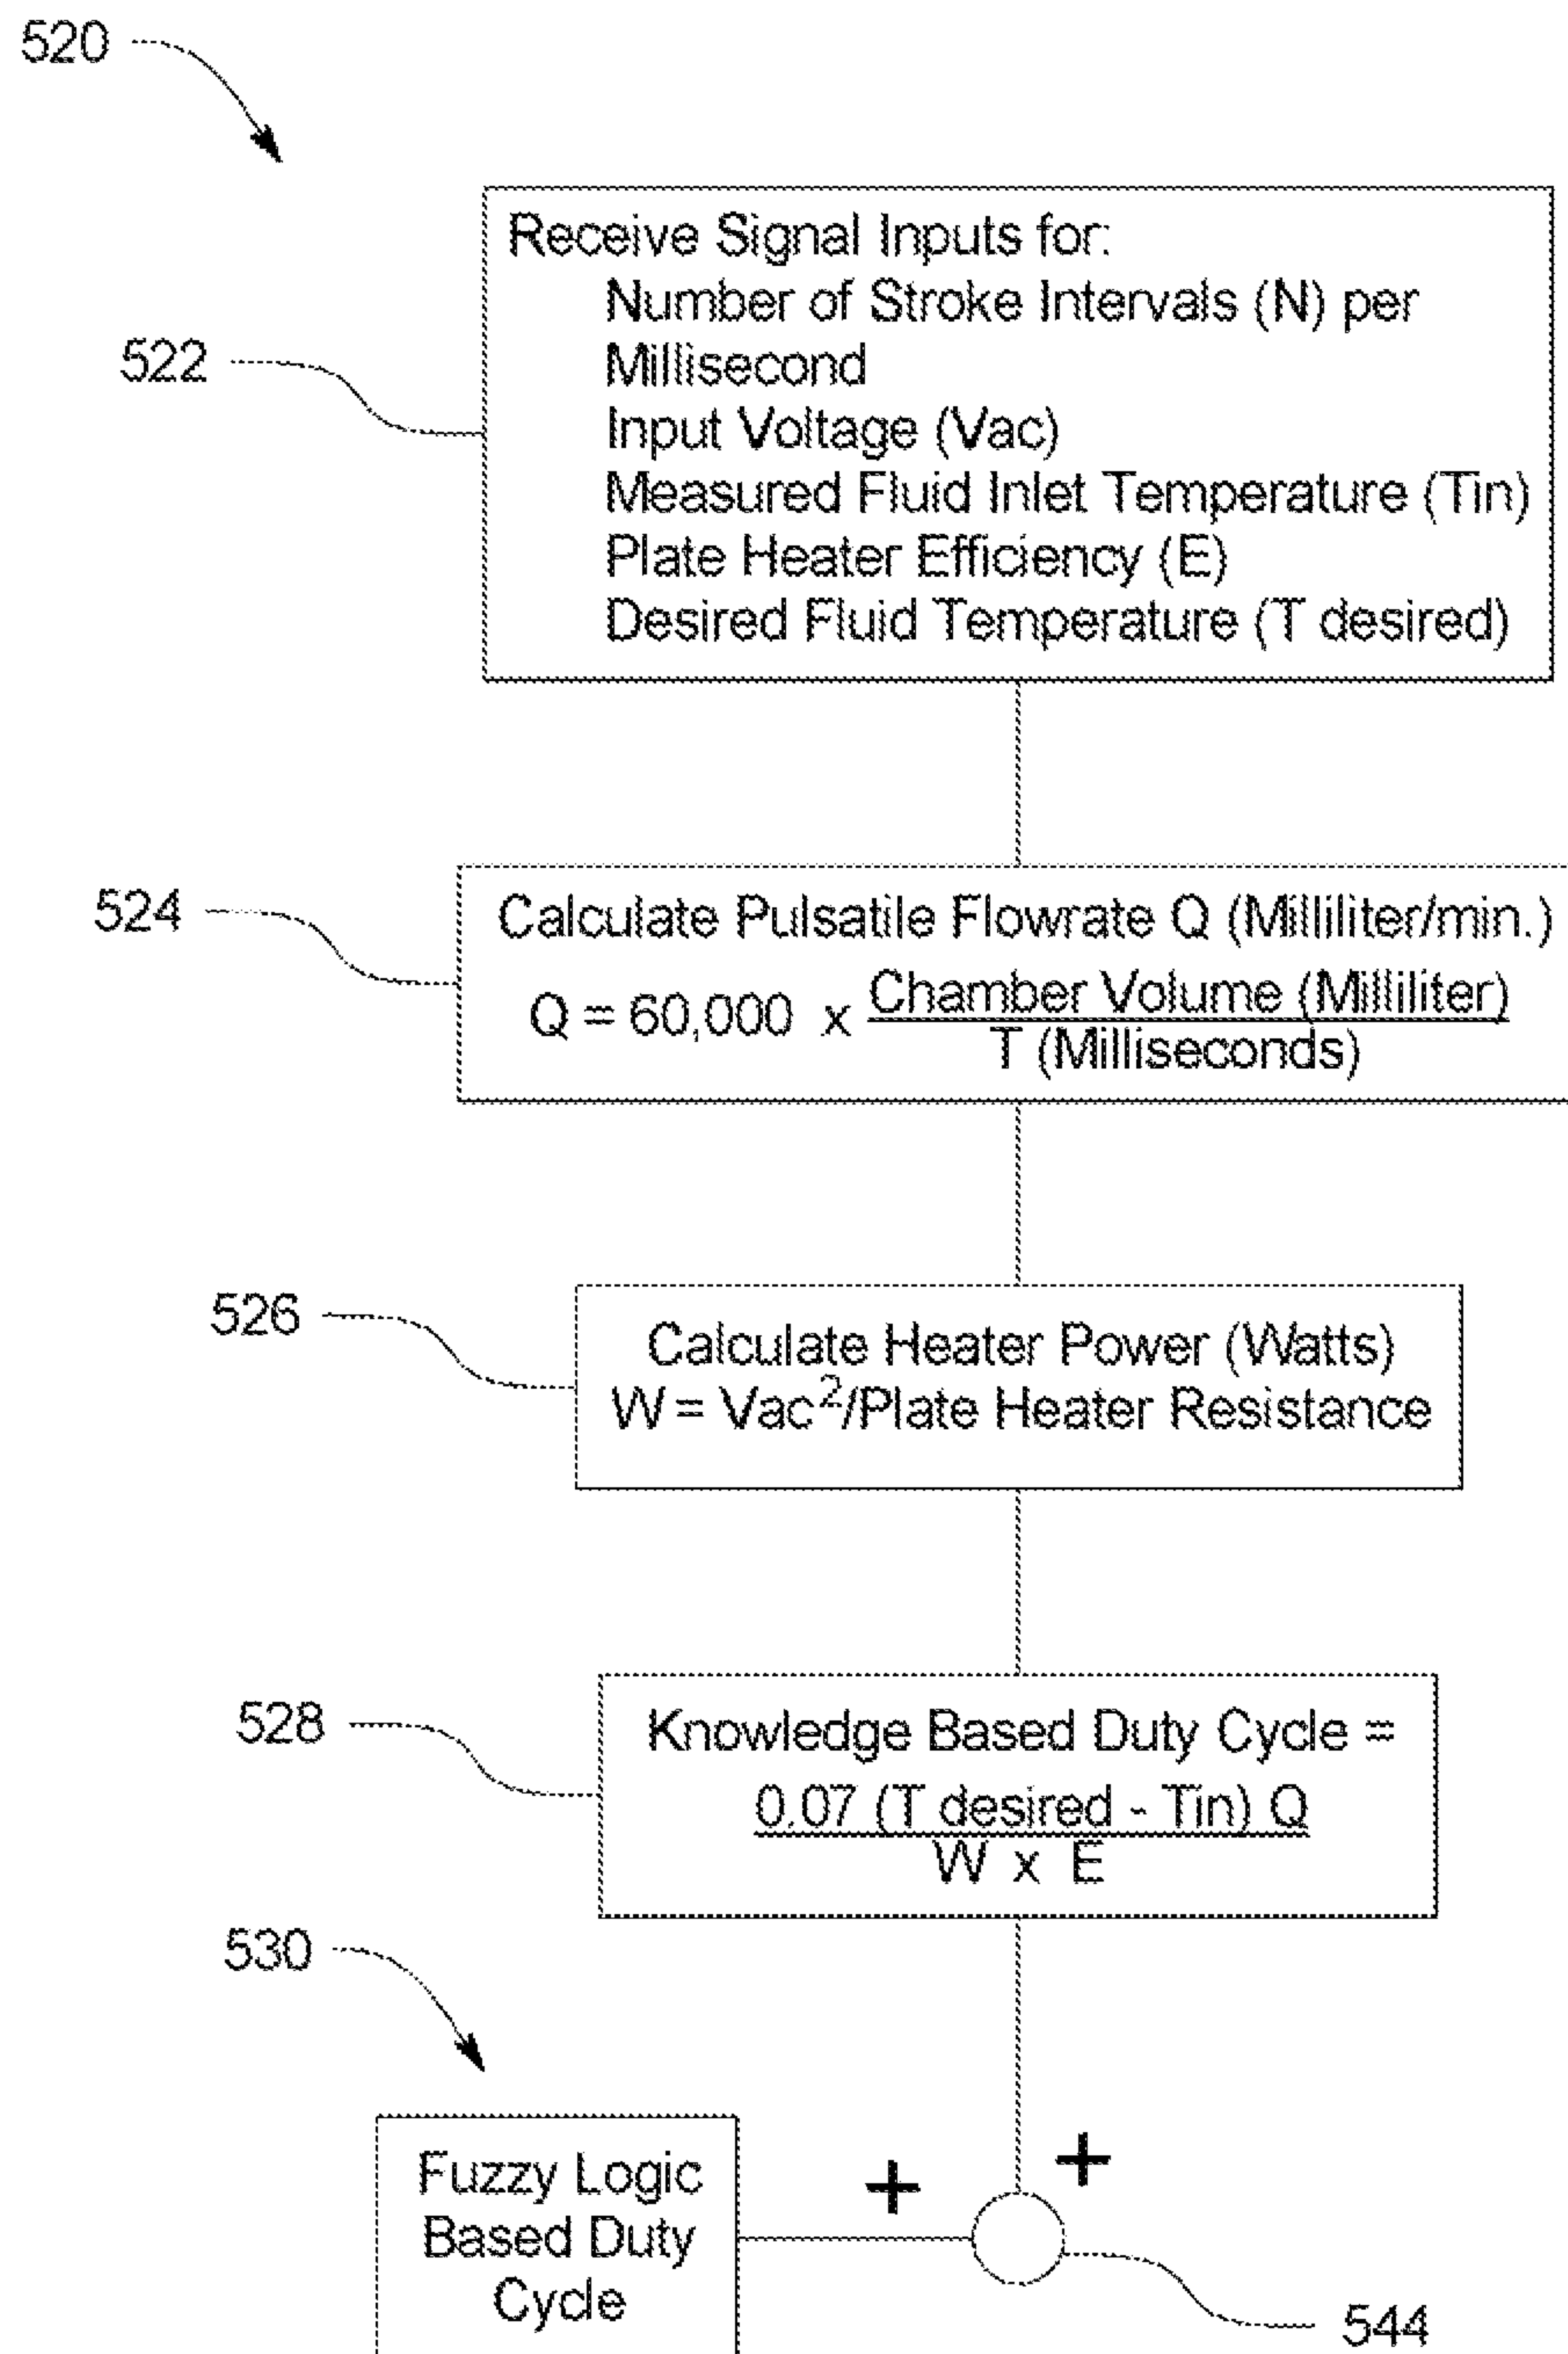 520
Receive Signal Inputs for:
Number of Stroke Intervals (N) per
Millisecond
522
Input Voltage (Vac)
Measured Fluid Inlet Temperature (Tin)
Plate Heater Efficiency (E)
Desired Fluid Temperature (T desired)
524
Calculate Pulsatile Flowrate Q (Milliliter/min.)
Q = 60,000 x Chamber Volume (Milliliter)
T (Milliseconds)
526
Calculate Heater Power (Watts)
W = Vac²/Plate Heater Resistance
528
Knowledge Based Duty Cycle =
0.07 (T desired - Tin) Q
W x E
530
Fuzzy Logic
Based Duty
Cycle
+
+
544